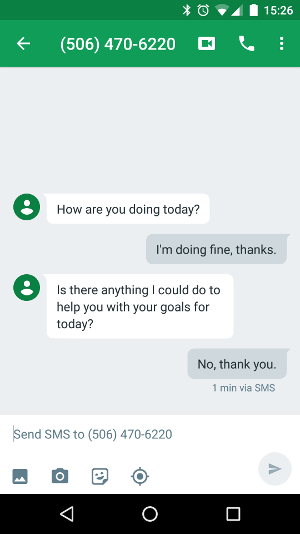 15:26
(506) 470-6220
How are you doing today?
I'm doing fine, thanks.
Is there anything I could do to
help you with your goals for
today?
No, thank you.
1 min via SMS
Send SMS to (506) 470-6220